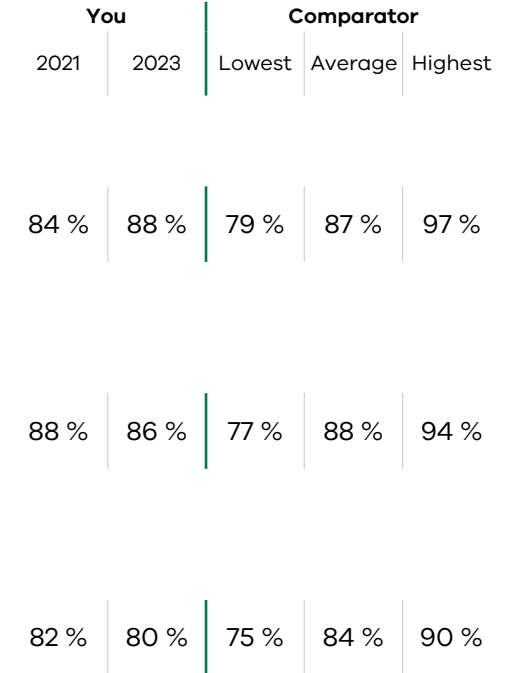 You Comparator
2021 2023 Lowest Average Highest
84 % 88 % 79 % 87 % 97 %
88 % 86 % 77 % 88 % 94 %
82 % 80 % 75 % 84 % 90 %